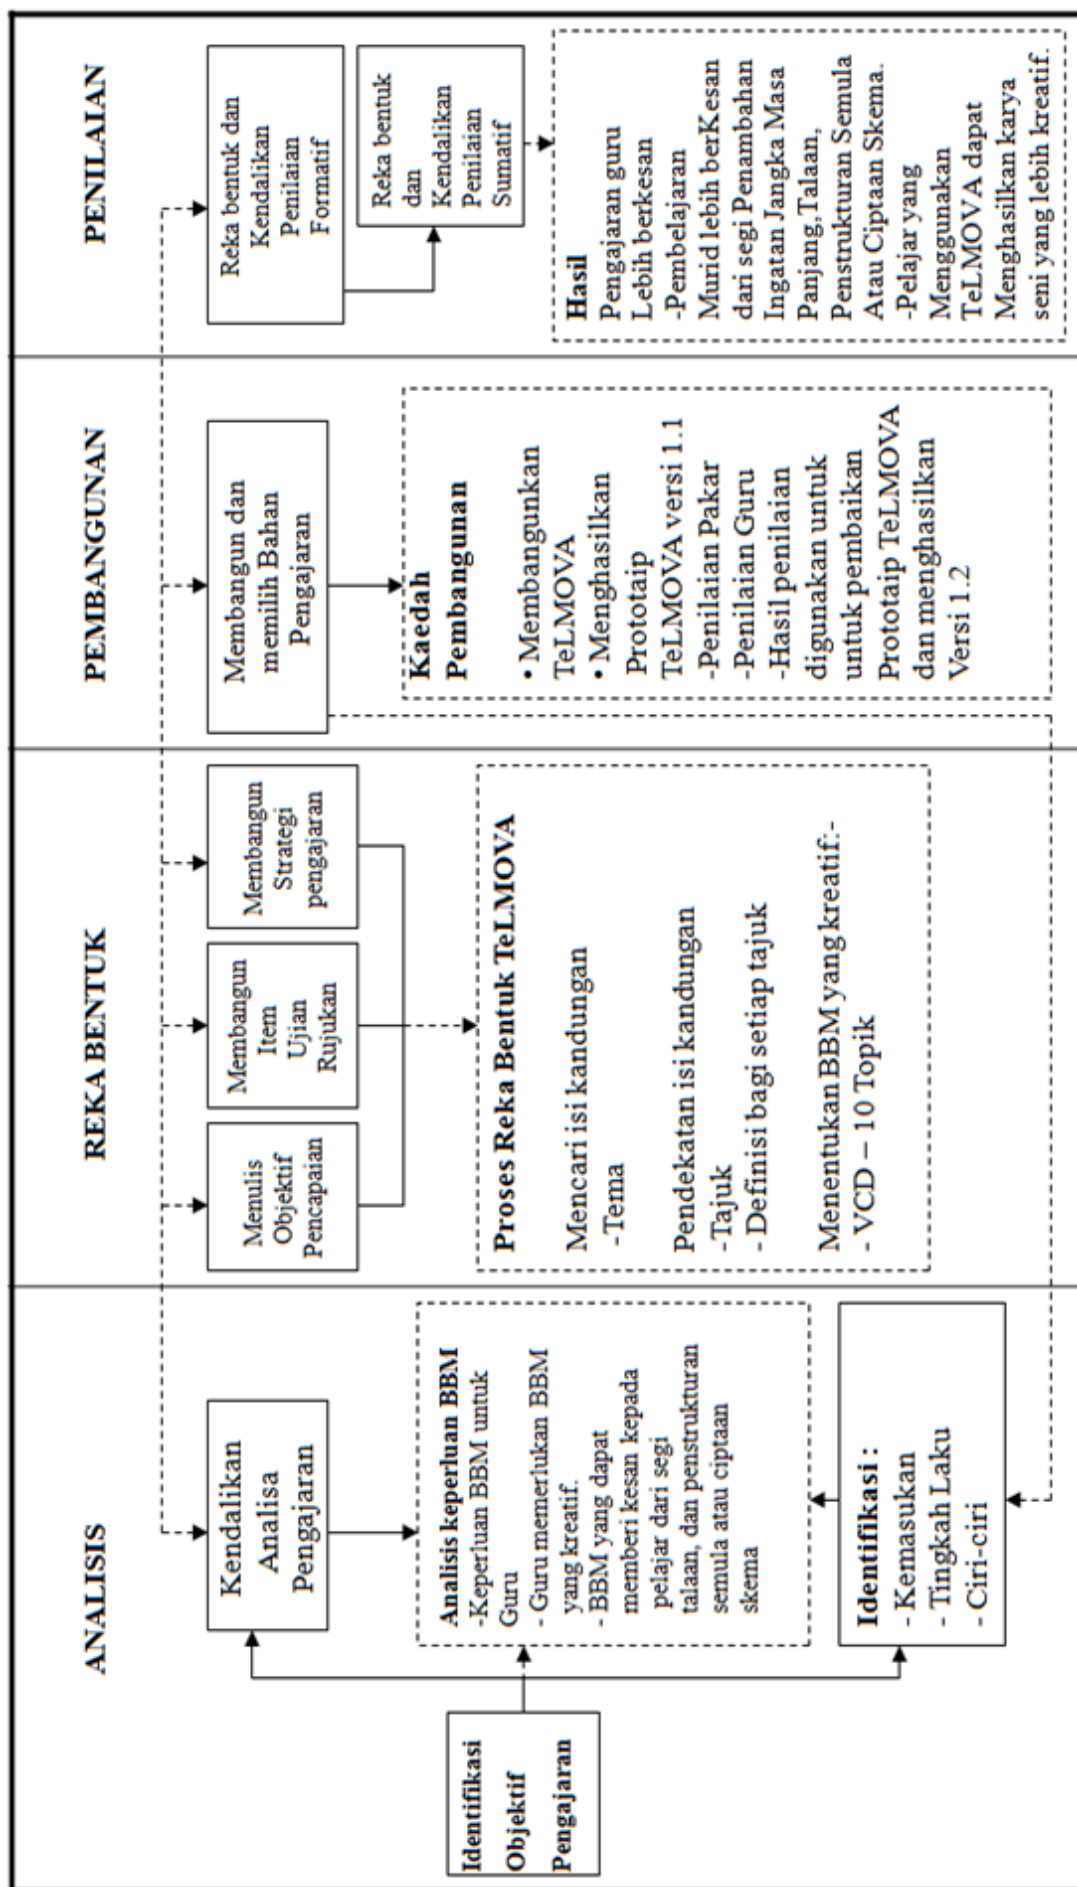 ANALISIS
Identifikasi
Objektif
Pengajaran
Kendalikan
Analisa
Pengajaran
Analisis keperluan BBM
-Keperluan BBM untuk
Guru
- Guru memerlukan BBM
yang kreatif.
- BBM yang dapat
memberi kesan kepada
pelajar dari segi
talaan, dan penstrukturan
semula atau ciptaan
skema
Identifikasi :
- Kemasukan
- Tingkah Laku
- Ciri-ciri
REKA BENTUK
Menulis
Objektif
Pencapaian
Membangun
Item
Ujian
Rujukan
Membangun
Strategi
pengajaran
Proses Reka Bentuk TeLMOVA
Mencari isi kandungan
-Tema
Pendekatan isi kandungan
-Tajuk
- Definisi bagi setiap tajuk
Menentukan BBM yang kreatif:-
- VCD – 10 Topik
PEMBANGUNAN
Membangun dan
memilih Bahan
Pengajaran
Kaedah
Pembangunan
• Membangunkan
TeLMOVA
• Menghasilkan
Prototaip
TeLMOVA versi 1.1
-Penilaian Pakar
-Penilaian Guru
-Hasil penilaian
digunakan untuk
untuk pembaikan
Prototaip TeLMOVA
dan menghasilkan
Versi 1.2
PENILAIAN
Reka bentuk dan
Kendalikan
Penilaian
Formatif
Reka bentuk
dan
Kendalikan
Penilaian
Sumatif
Hasil
Pengajaran guru
Lebih berkesan
-Pembelajaran
Murid lebih berKesan
dari segi Penambahan
Ingatan Jangka Masa
Panjang,Talaan,
Penstrukturan Semula
Atau Ciptaan Skema.
-Pelajar yang
Menggunakan
TeLMOVA dapat
Menghasilkan karya
seni yang lebih kreatif.